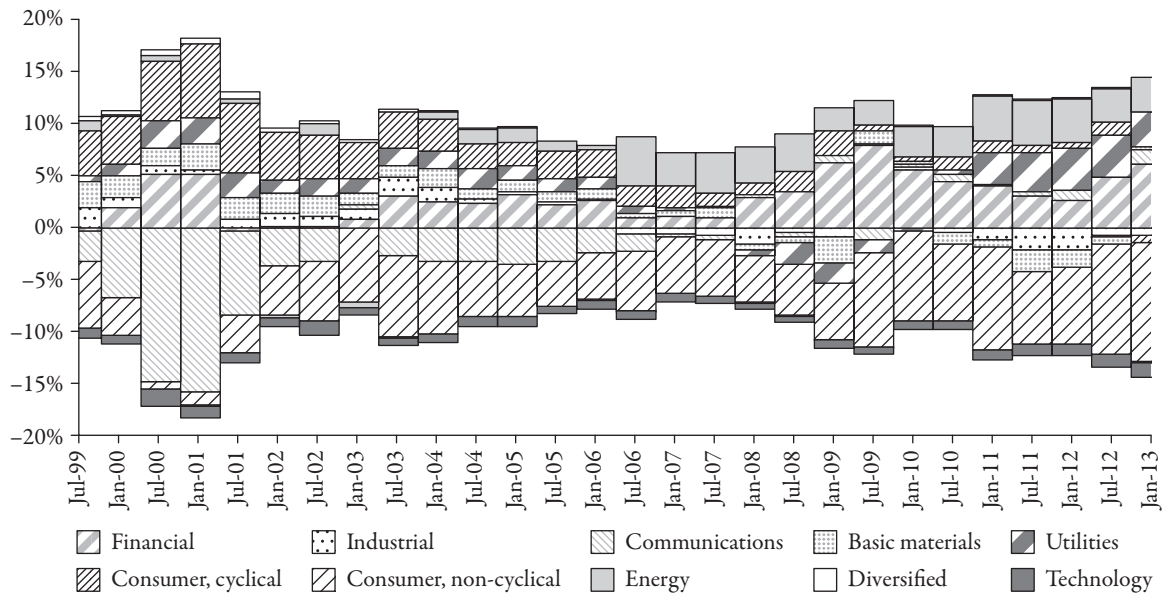 20%
15%
10%
5%
0%
–5%
–10%
–15%
–20%
Jul-99
Jan-00
Jul-00
Jan-01
Jul-01
Jan-02
Jul-02
Jan-03
Jul-03
Jan-04
Jul-04
Jan-05
Jul-05
Jan-06
Jul-06
Jan-07
Jul-07
Jan-08
Jul-08
Jan-09
Jul-09
Jan-10
Jul-10
Jan-11
Jul-11
Jan-12
Jul-12
Jan-13
Financial Industrial Communications Basic materials Utilities
Consumer, cyclical Consumer, non-cyclical Energy Diversified Technology